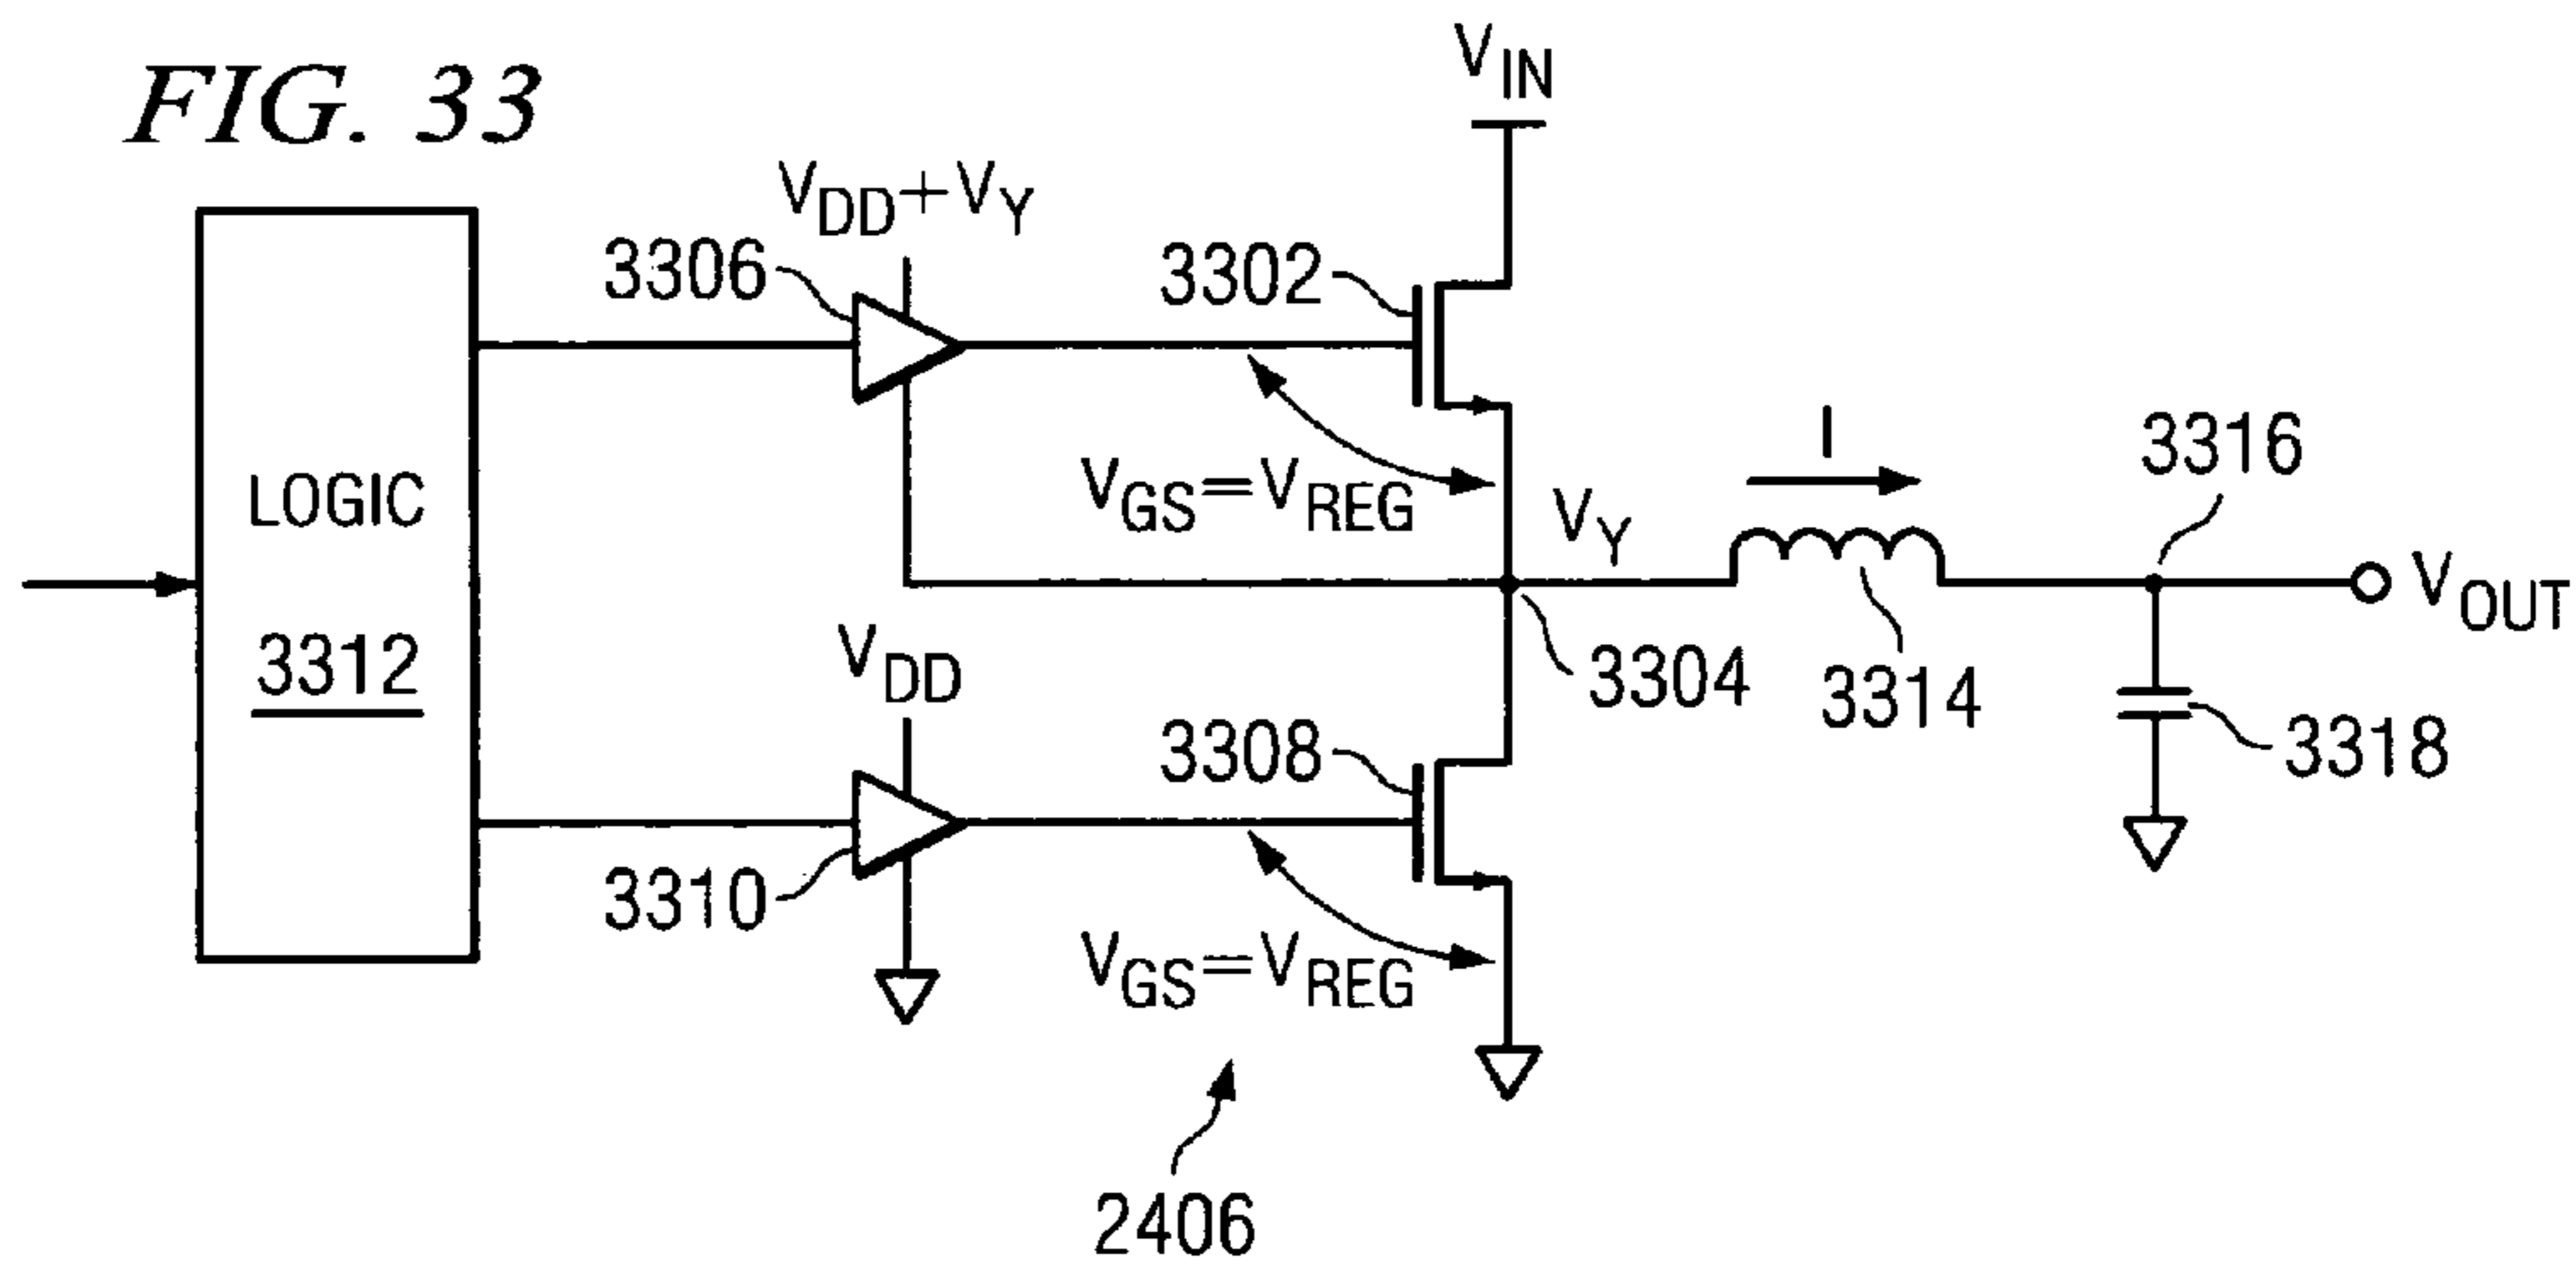 FIG. 33
VIN
VDD+VY
3306
3302
VGS=VREG
I
3316
LOGIC
3312
VY
VOUT
3304
3314
3318
VDD
3308
3310
VGS=VREG
2406